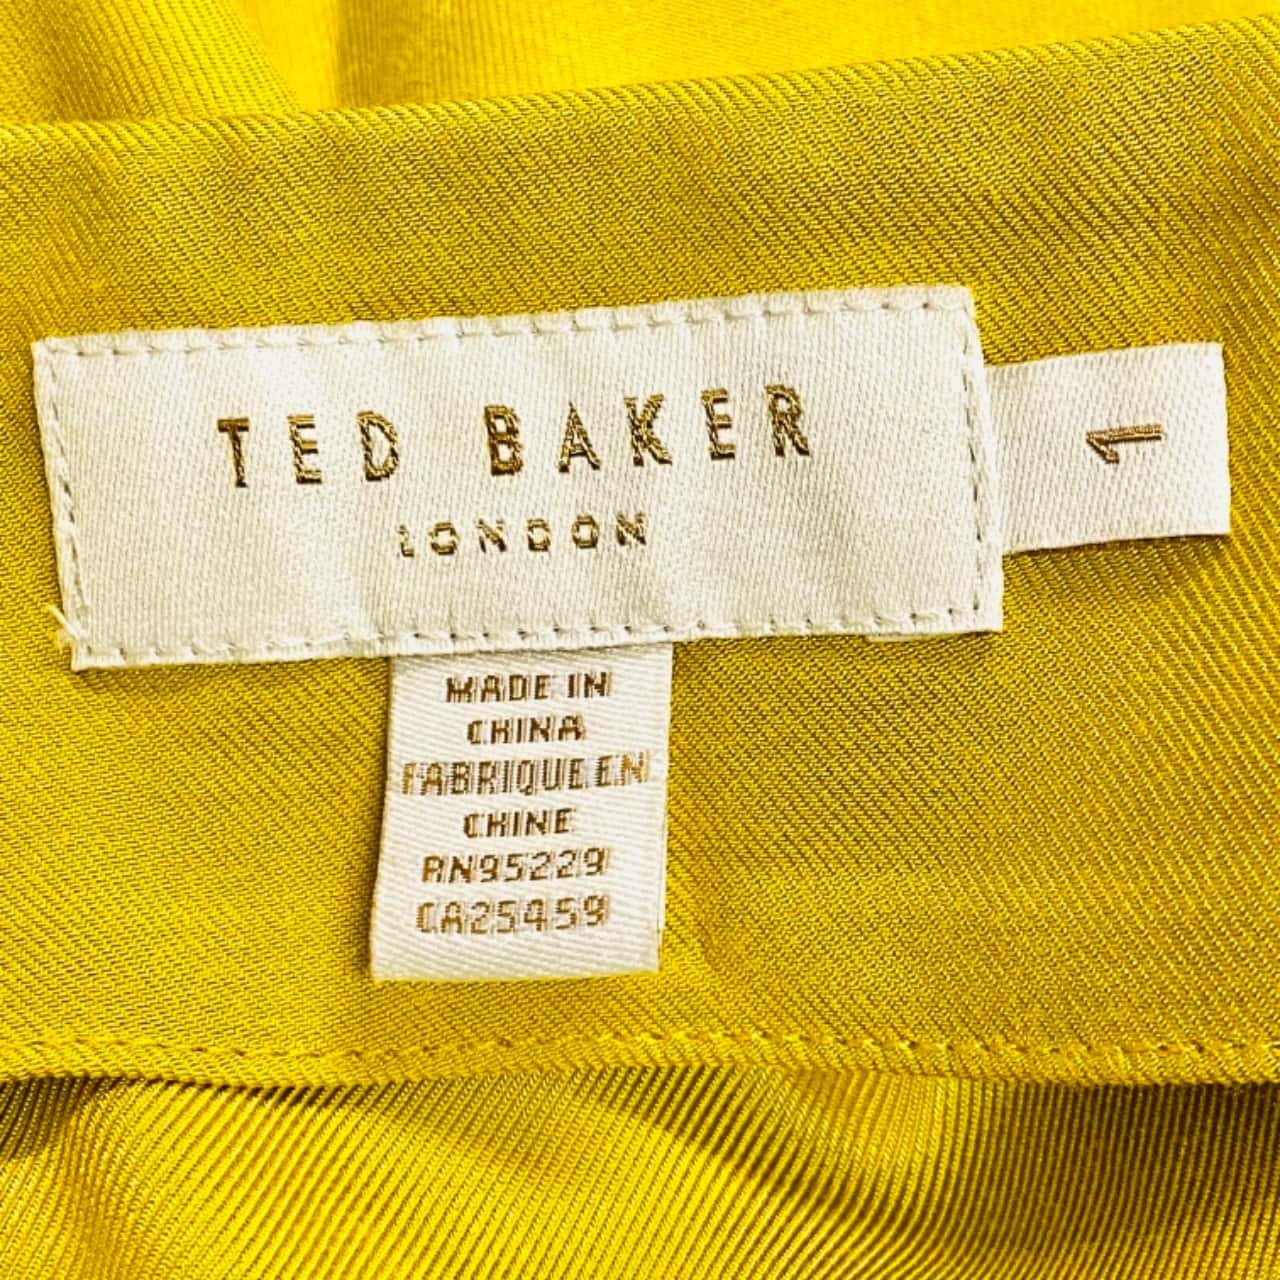 TED BAKER
LONDON
1
MADE IN
CHINA
FABRIQUE EN
CHINE
RN95229
CA25459